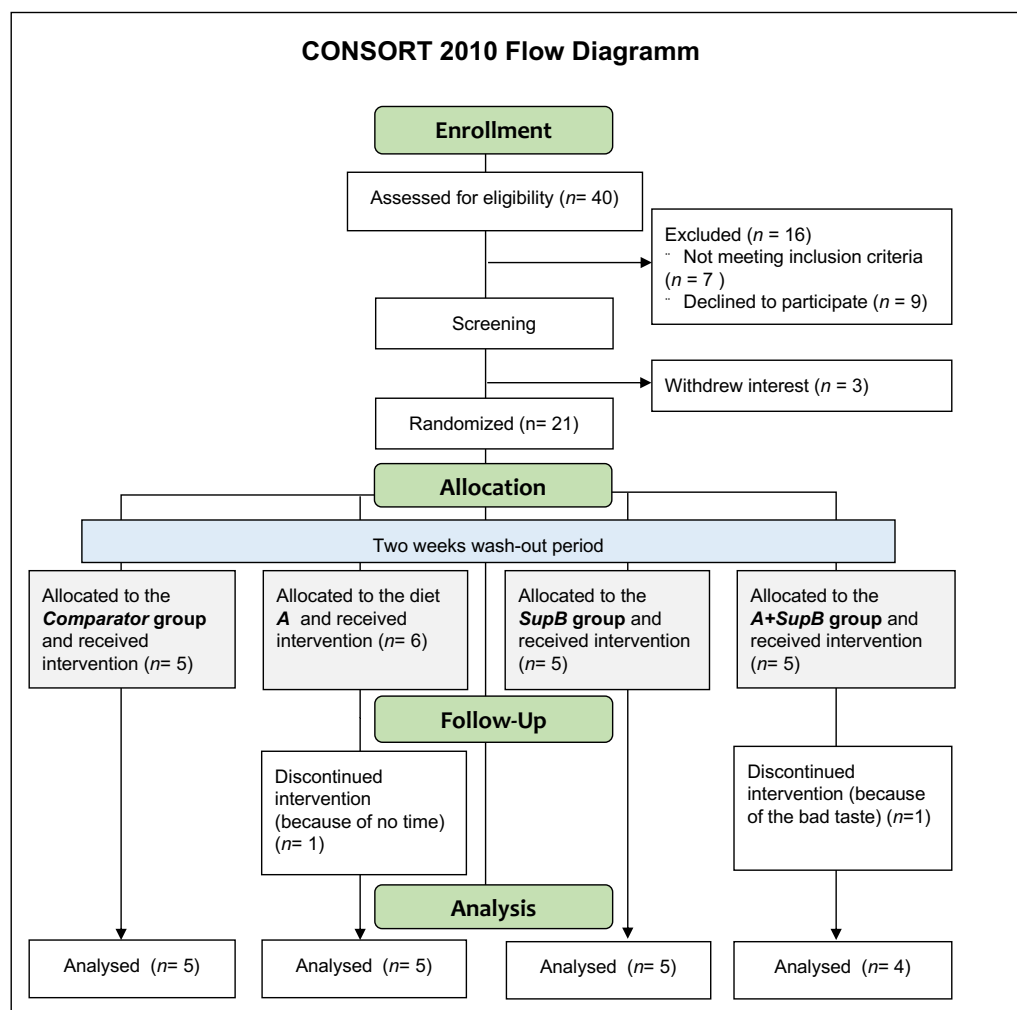 CONSORT 2010 Flow Diagramm
Enrollment
Assessed for eligibility (n= 40)
Excluded (n = 16)
¨ Not meeting inclusion criteria
(n = 7 )
¨ Declined to participate (n = 9)
Screening
Withdrew interest (n = 3)
Randomized (n= 21)
Allocation
Two weeks wash-out period
Allocated to the
Comparator group
and received
intervention (n= 5)
Allocated to the diet
A and received
intervention (n= 6)
Allocated to the
SupB group and
received intervention
(n= 5)
Allocated to the
A+SupB group and
received intervention
(n= 5)
Follow-Up
Discontinued
intervention
(because of no time)
(n= 1)
Discontinued
intervention (because
of the bad taste) (n=1)
Analysis
Analysed (n= 5)
Analysed (n= 5)
Analysed (n= 5)
Analysed (n= 4)